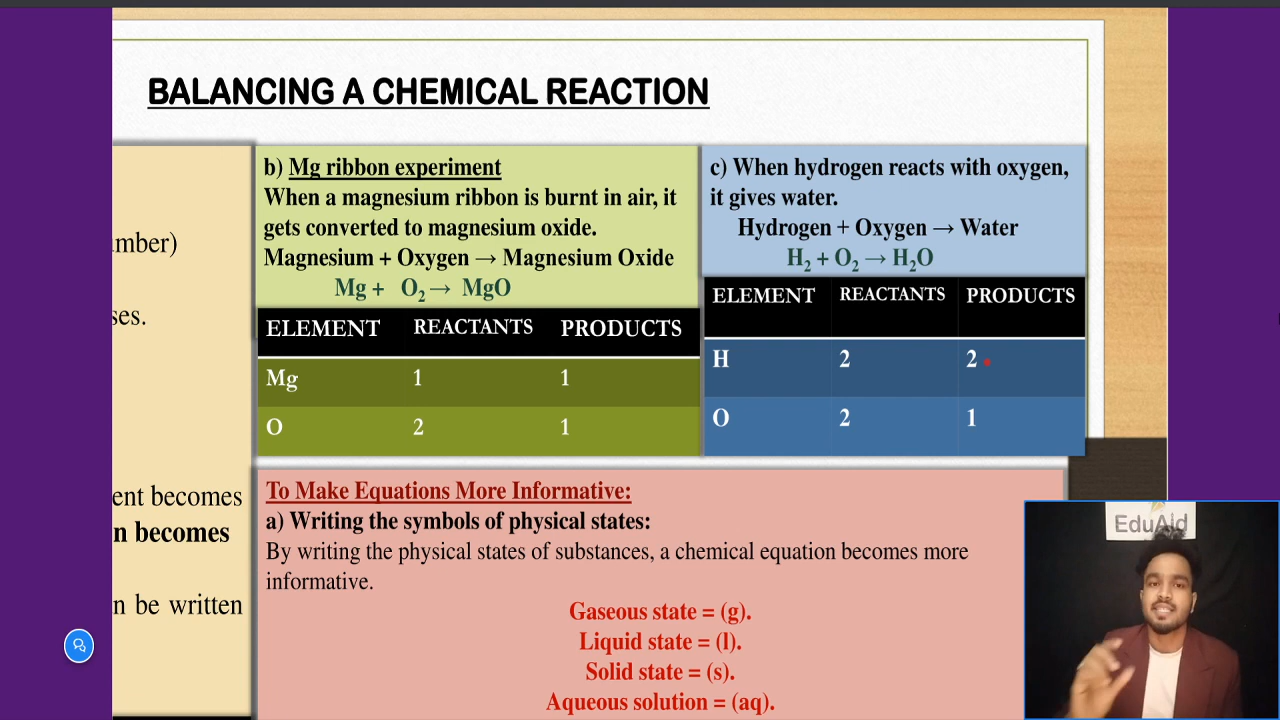 BALANCING A CHEMICAL REACTION
umber)
ses.
ent becomes
n becomes
n be written
b) Mg ribbon experiment
When a magnesium ribbon is burnt in air, it
gets converted to magnesium oxide.
Magnesium + Oxygen → Magnesium Oxide
Mg + O₂ → MgO
ELEMENT REACTANTS PRODUCTS
Mg 1 1
O 2 1
c) When hydrogen reacts with oxygen,
it gives water.
Hydrogen + Oxygen → Water
H₂ + O₂ → H₂O
ELEMENT REACTANTS PRODUCTS
H 2 2
O 2 1
To Make Equations More Informative:
a) Writing the symbols of physical states:
By writing the physical states of substances, a chemical equation becomes more
informative.
Gaseous state = (g).
Liquid state = (l).
Solid state = (s).
Aqueous solution = (aq).
EduAid